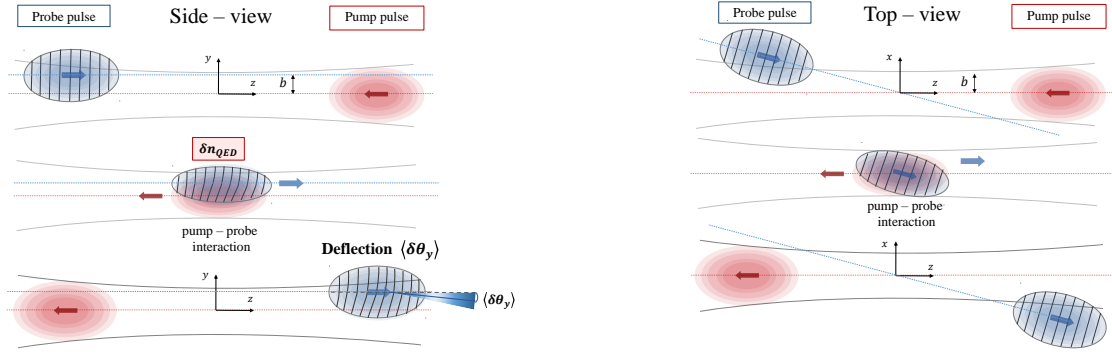 Probe pulse
Side – view
Pump pulse
y
z
b
δn_QED
pump – probe
interaction
Deflection ⟨δθ_y⟩
y
z
⟨δθ_y⟩
Probe pulse
Top – view
Pump pulse
x
z
b
pump – probe
interaction
x
z